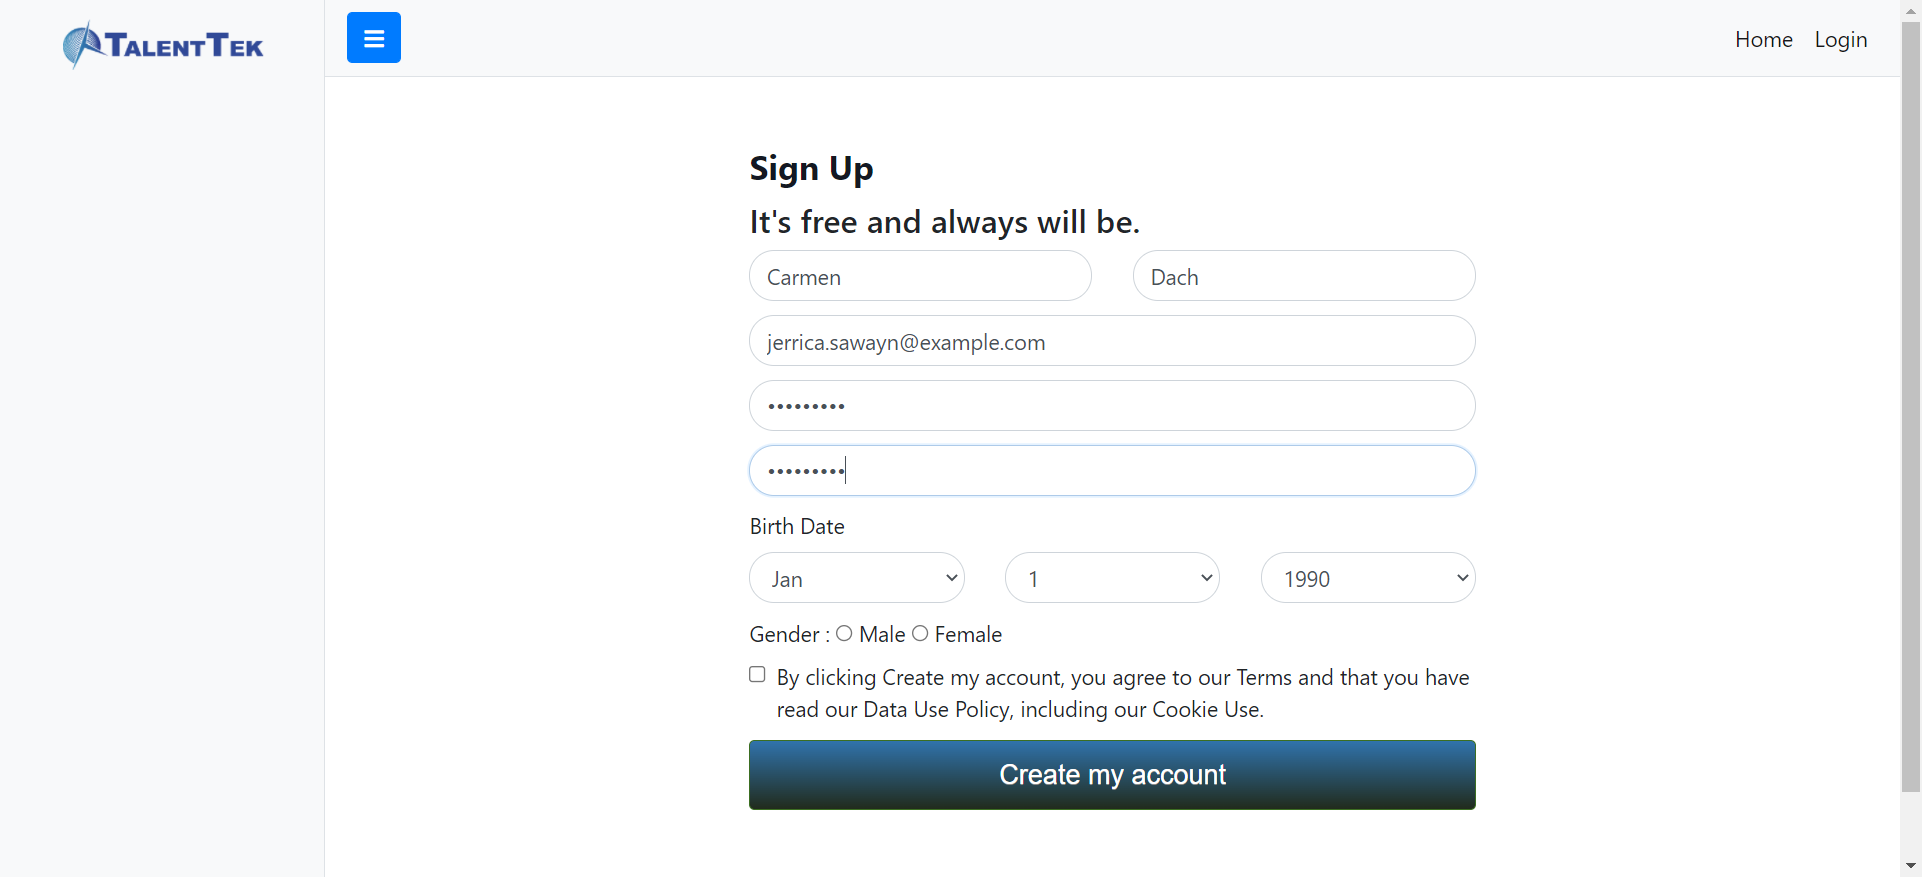 TALENTTEK
Home Login
Sign Up
It's free and always will be.
Carmen Dach
jerrica.sawayn@example.com
•••••••••
•••••••••
Birth Date
Jan 1 1990
Gender : Male Female
By clicking Create my account, you agree to our Terms and that you have
read our Data Use Policy, including our Cookie Use.
Create my account